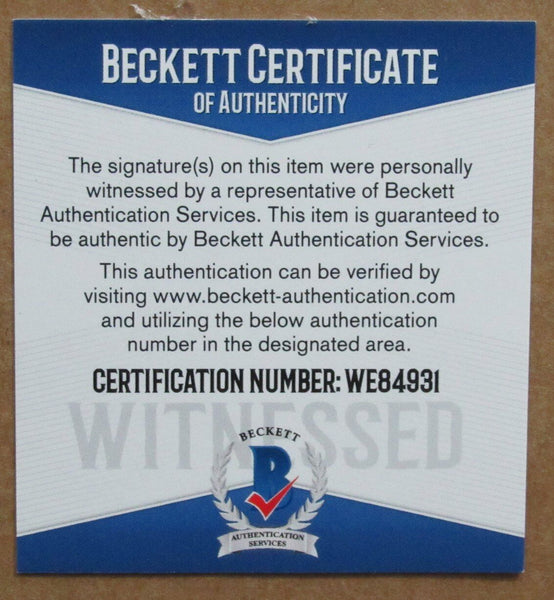 BECKETT CERTIFICATE
OF AUTHENTICITY
The signature(s) on this item were personally
witnessed by a representative of Beckett
Authentication Services. This item is guaranteed to
be authentic by Beckett Authentication Services.
This authentication can be verified by
visiting www.beckett-authentication.com
and utilizing the below authentication
number in the designated area.
CERTIFICATION NUMBER: WE84931
WITNESSED
BECKETT
B
AUTHENTICATION
SERVICES